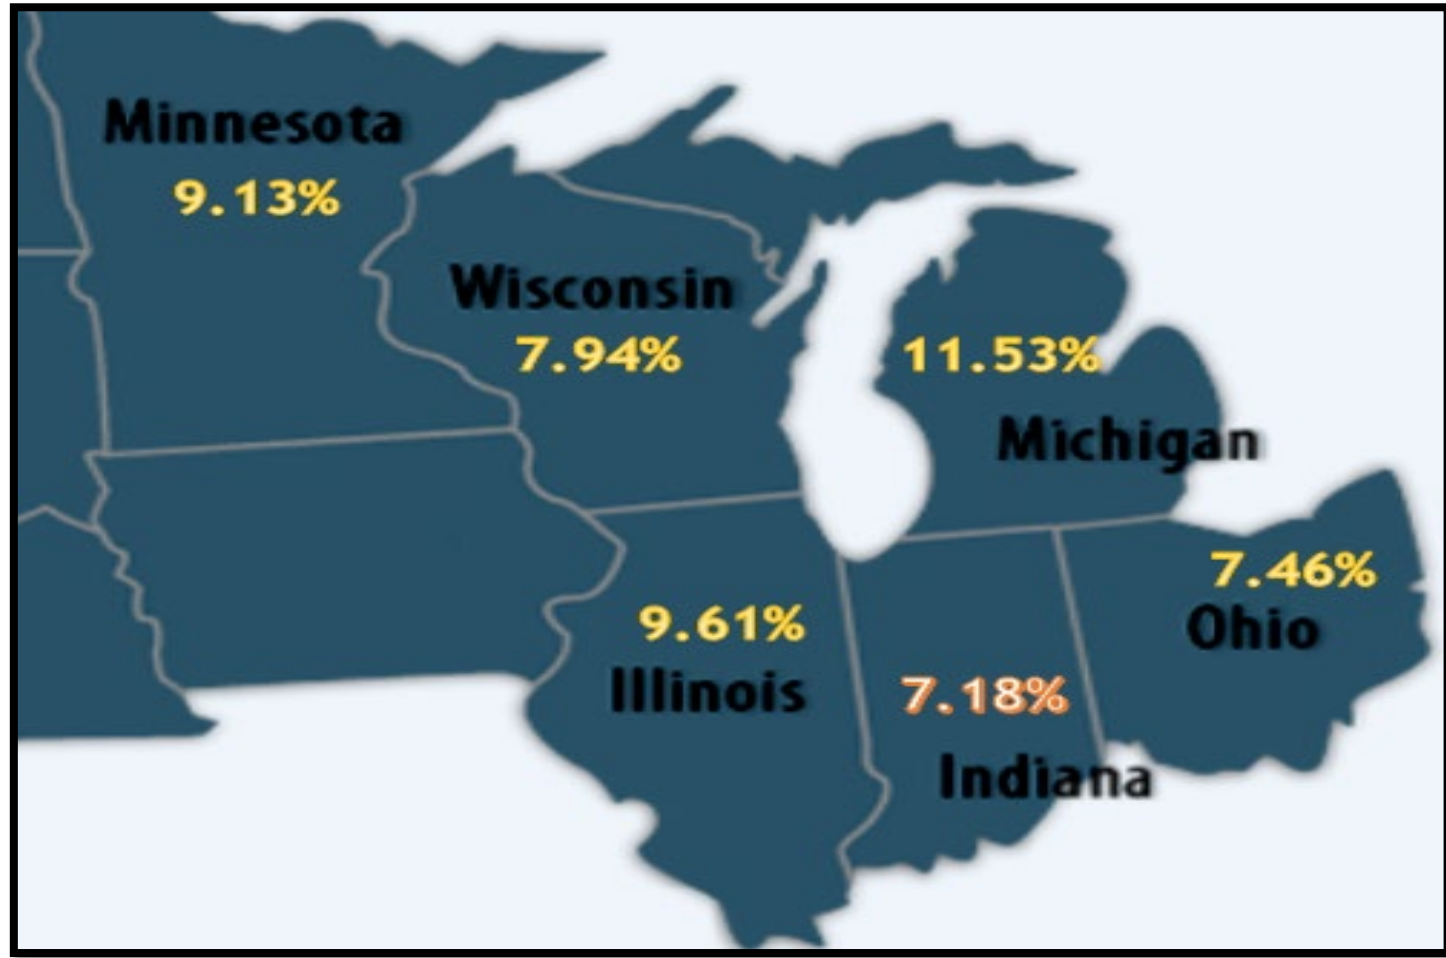 Minnesota
9.13%
Wisconsin
7.94%
11.53%
Michigan
7.46%
Ohio
9.61%
Illinois
7.18%
Indiana